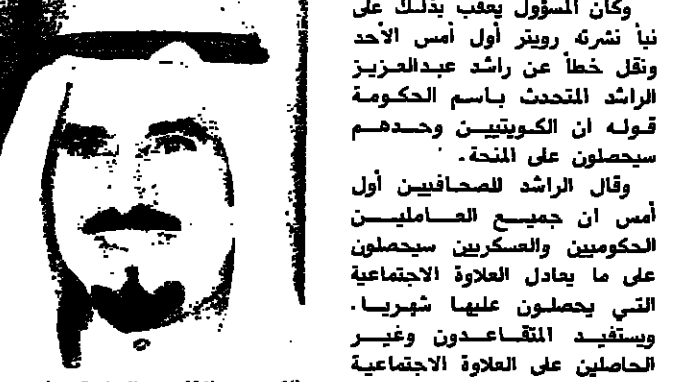 وكان المسؤول يعقب بذلك على
نبأ نشرته رويتر أول أمس الأحد
ونقل خطأ عن راشد عبدالعزيز
الراشد المتحدث باسم الحكومة
قوله ان الكويتيين وحدهم
سيحصلون على المنحة.
وقال الراشد للصحافيين أول
أمس ان جميع العاملين
الحكوميين والعسكريين سيحصلون
على ما يعادل العلاوة الاجتماعية
التي يحصلون عليها شهريا.
ويستفيد المتقاعدون وغير
الحاصلين على العلاوة الاجتماعية